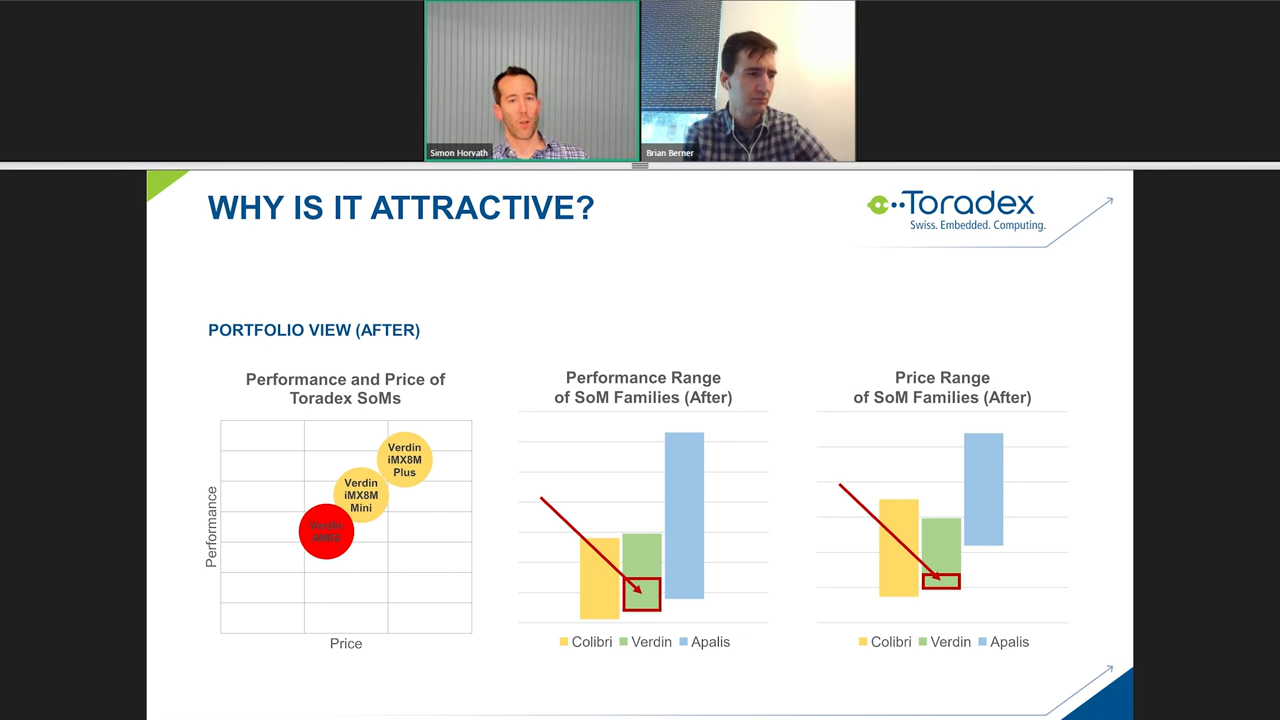 Simon Horvath
Brian Berner
WHY IS IT ATTRACTIVE?
Toradex
Swiss. Embedded. Computing.
PORTFOLIO VIEW (AFTER)
Performance and Price of
Toradex SoMs
Performance
Verdin
iMX8M
Plus
Verdin
iMX8M
Mini
Verdin
Price
Performance Range
of SoM Families (After)
Colibri Verdin Apalis
Price Range
of SoM Families (After)
Colibri Verdin Apalis